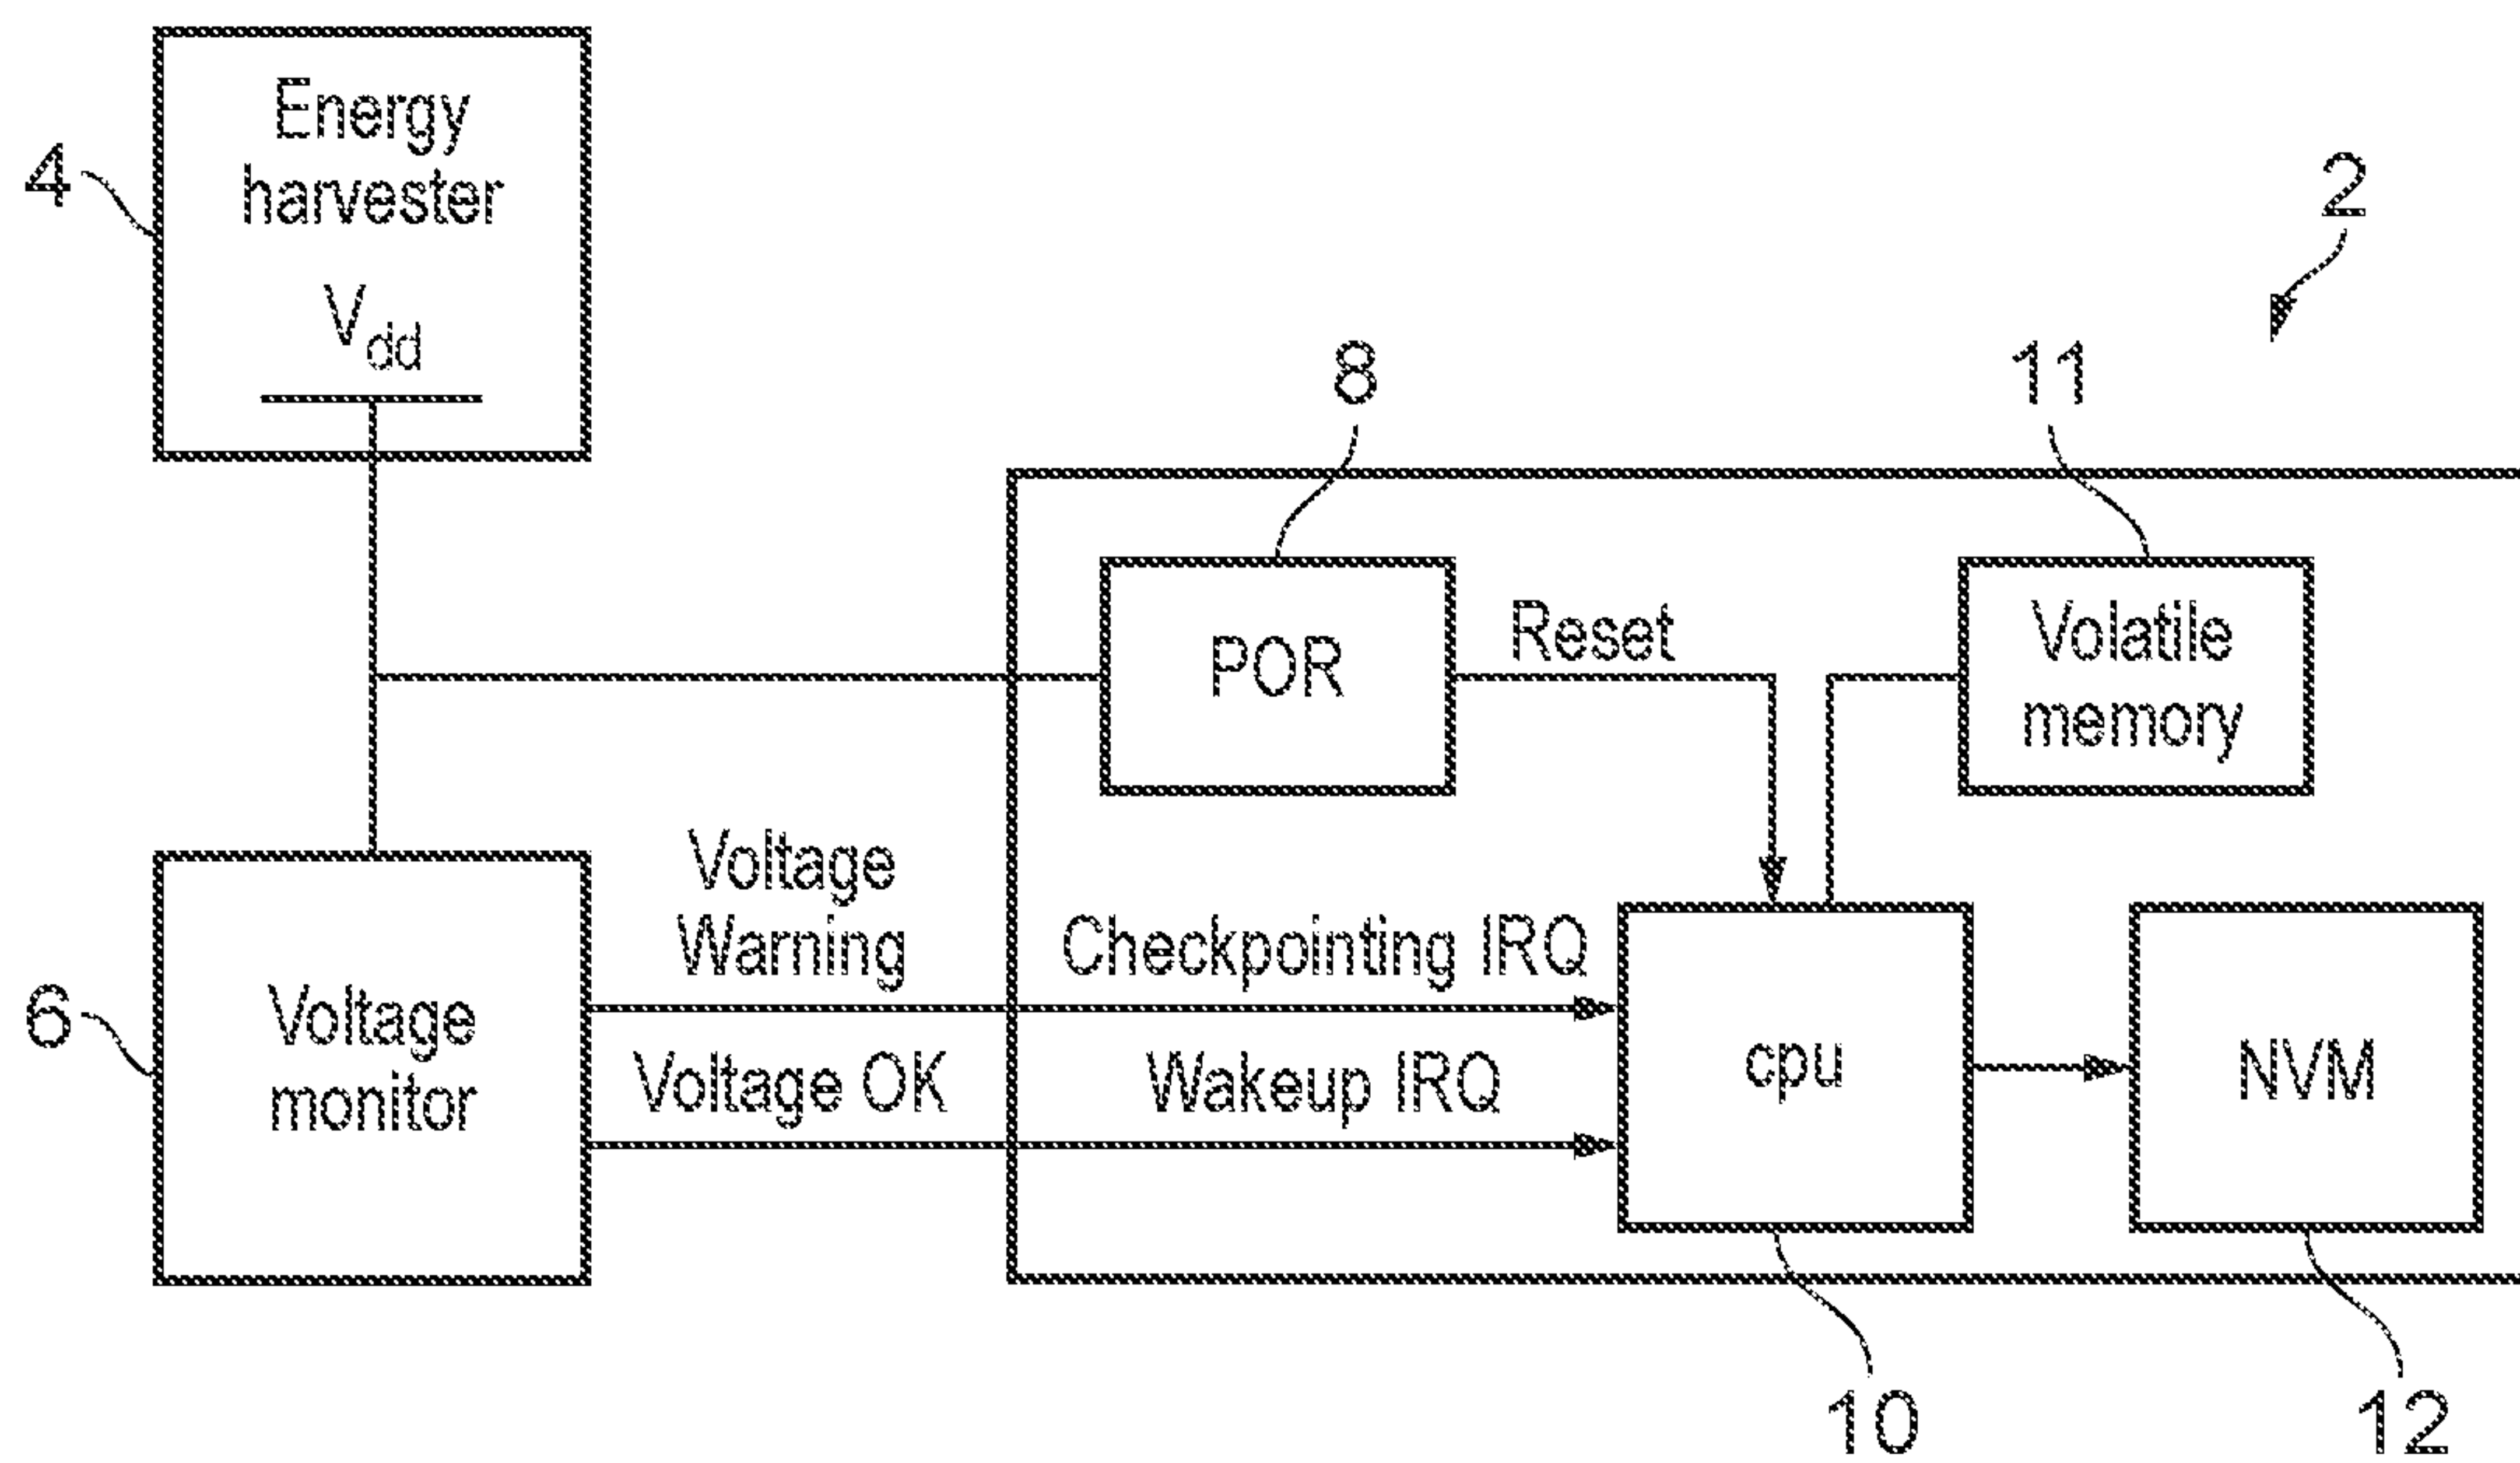 Energy
harvester
Vdd
4
2
8
11
POR
Reset
Volatile
memory
Voltage
Warning
Checkpointing IRQ
6
Voltage
monitor
Voltage OK
Wakeup IRQ
cpu
NVM
10
12